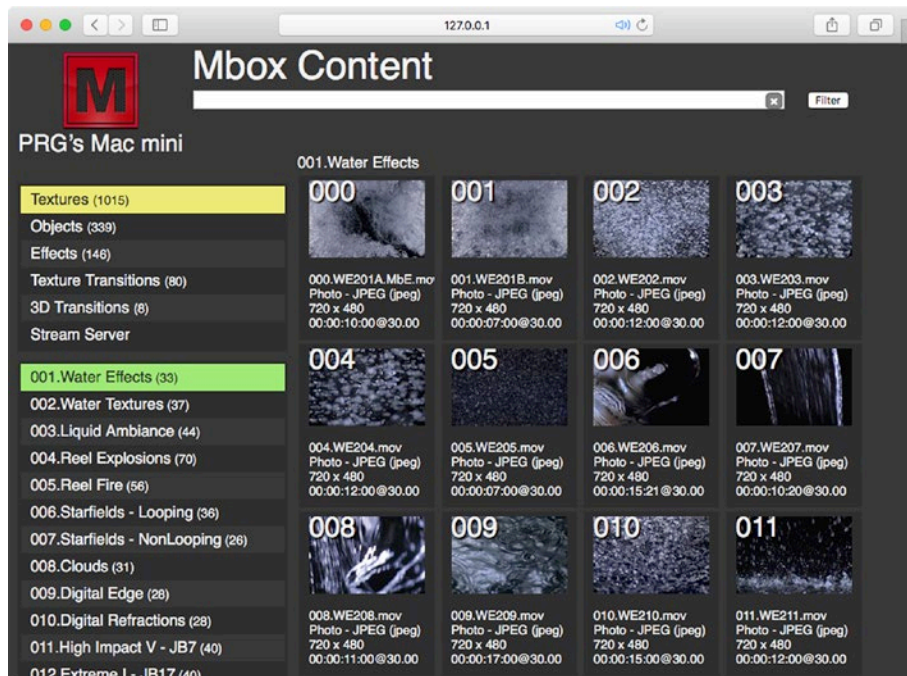 127.0.0.1
M
Mbox Content
Filter
PRG's Mac mini
Textures (1015)
Objects (339)
Effects (146)
Texture Transitions (80)
3D Transitions (8)
Stream Server
001.Water Effects (33)
002.Water Textures (37)
003.Liquid Ambiance (44)
004.Reel Explosions (70)
005.Reel Fire (56)
006.Starfields - Looping (36)
007.Starfields - NonLooping (26)
008.Clouds (31)
009.Digital Edge (28)
010.Digital Refractions (28)
011.High Impact V - JB7 (40)
012.Extreme I - JB17 (40)
001.Water Effects
000
000.WE201A.MbE.mov
Photo - JPEG (jpeg)
720 x 480
00:00:10:00@30.00
001
001.WE201B.mov
Photo - JPEG (jpeg)
720 x 480
00:00:07:00@30.00
002
002.WE202.mov
Photo - JPEG (jpeg)
720 x 480
00:00:12:00@30.00
003
003.WE203.mov
Photo - JPEG (jpeg)
720 x 480
00:00:12:00@30.00
004
004.WE204.mov
Photo - JPEG (jpeg)
720 x 480
00:00:12:00@30.00
005
005.WE205.mov
Photo - JPEG (jpeg)
720 x 480
00:00:07:00@30.00
006
006.WE206.mov
Photo - JPEG (jpeg)
720 x 480
00:00:15:21@30.00
007
007.WE207.mov
Photo - JPEG (jpeg)
720 x 480
00:00:10:20@30.00
008
008.WE208.mov
Photo - JPEG (jpeg)
720 x 480
00:00:11:00@30.00
009
009.WE209.mov
Photo - JPEG (jpeg)
720 x 480
00:00:17:00@30.00
010
010.WE210.mov
Photo - JPEG (jpeg)
720 x 480
00:00:15:00@30.00
011
011.WE211.mov
Photo - JPEG (jpeg)
720 x 480
00:00:12:00@30.00